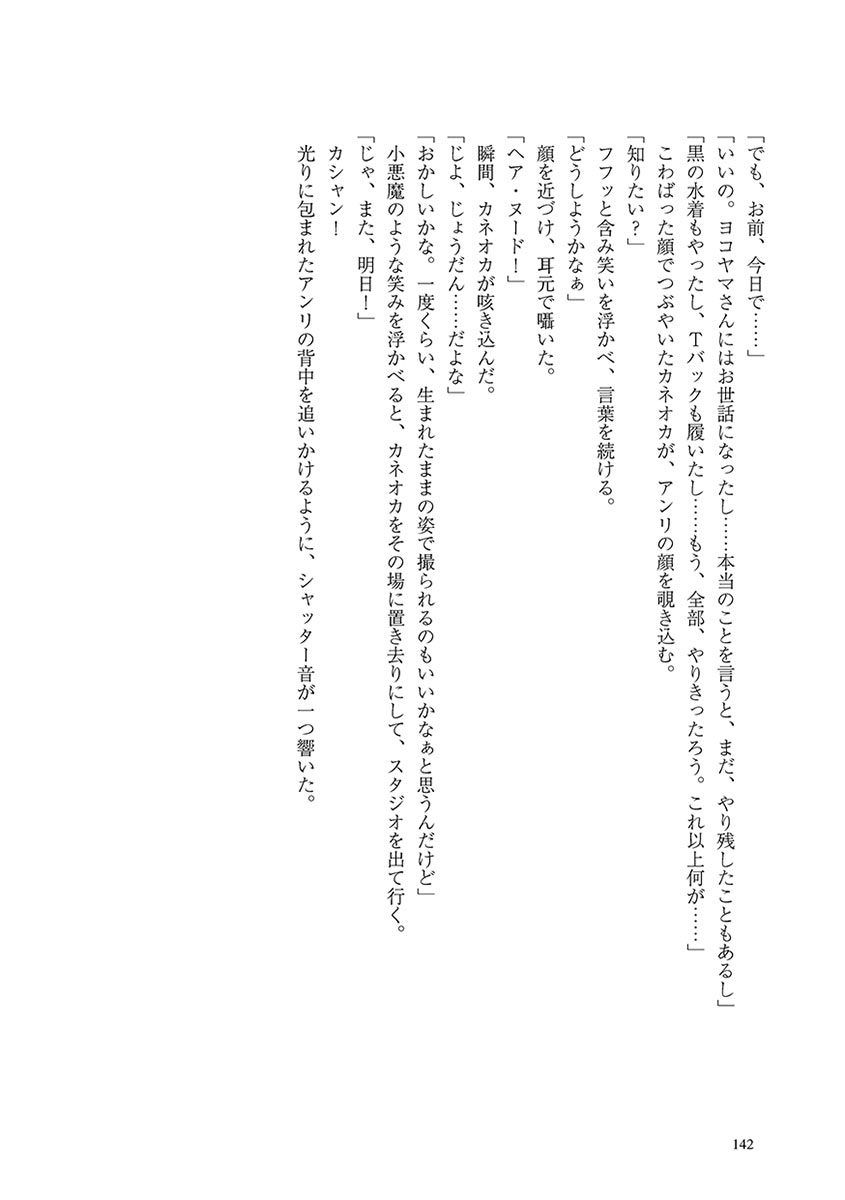 「でも、お前、今日で……」
「いいの。ヨコヤマさんにはお世話になったし……本当のことを言うと、まだ、やり残したこともあるし」
「黒の水着もやったし、Tバックも履いたし……もう、全部、やりきったろう。これ以上何が……」
こわばった顔でつぶやいたカネオカが、アンリの顔を覗き込む。
「知りたい？」
フフッと含み笑いを浮かべ、言葉を続ける。
「どうしようかなぁ」
顔を近づけ、耳元で囁いた。
「ヘア・ヌード！」
瞬間、カネオカが咳き込んだ。
「じよ、じょうだん……だよな」
「おかしいかな。一度くらい、生まれたままの姿で撮られるのもいいかなぁと思うんだけど」
小悪魔のような笑みを浮かべると、カネオカをその場に置き去りにして、スタジオを出て行く。
「じゃ、また、明日！」
カシャン！
光りに包まれたアンリの背中を追いかけるように、シャッター音が一つ響いた。
142